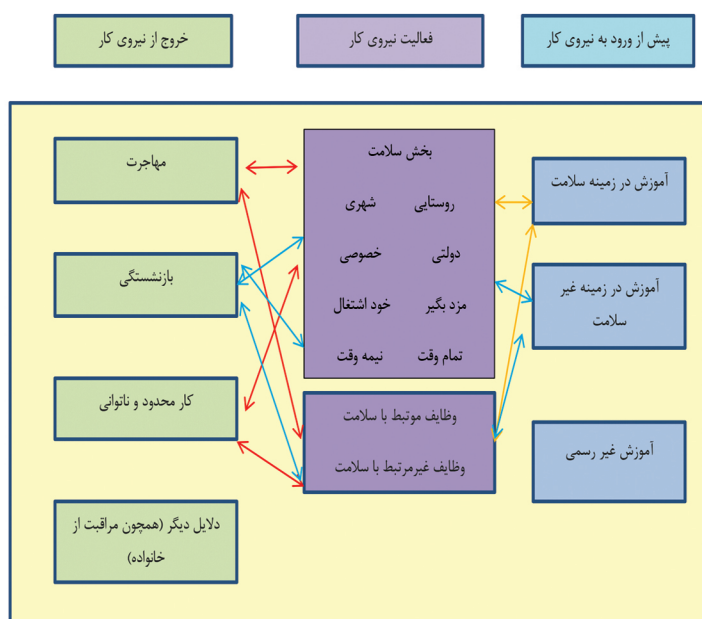 پیش از ورود به نیروی کار
فعالیت نیروی کار
خروج از نیروی کار
آموزش در زمینه سلامت
آموزش در زمینه غیر
سلامت
آموزش غیر رسمی
بخش سلامت
روستایی شهری
دولتی خصوصی
مزد بگیر خود اشتغال
تمام وقت نیمه وقت
وظایف موتبط با سلامت
وظایف غیرمرتبط با سلامت
مهاجرت
بازنشستگی
کار محدود و ناتوانی
دلایل دیگر (همچون مراقبت از
خانواده)